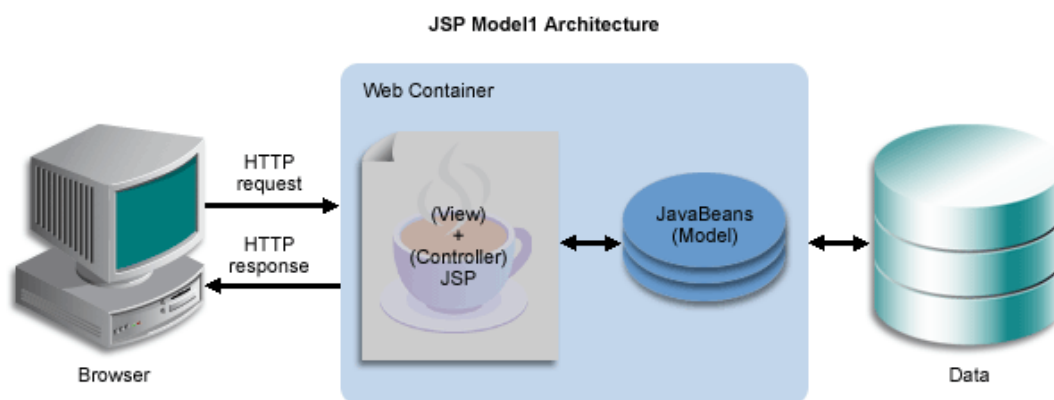 JSP Model1 Architecture
Web Container
HTTP
request
HTTP
response
(View)
+
(Controller)
JSP
JavaBeans
(Model)
Browser
Data